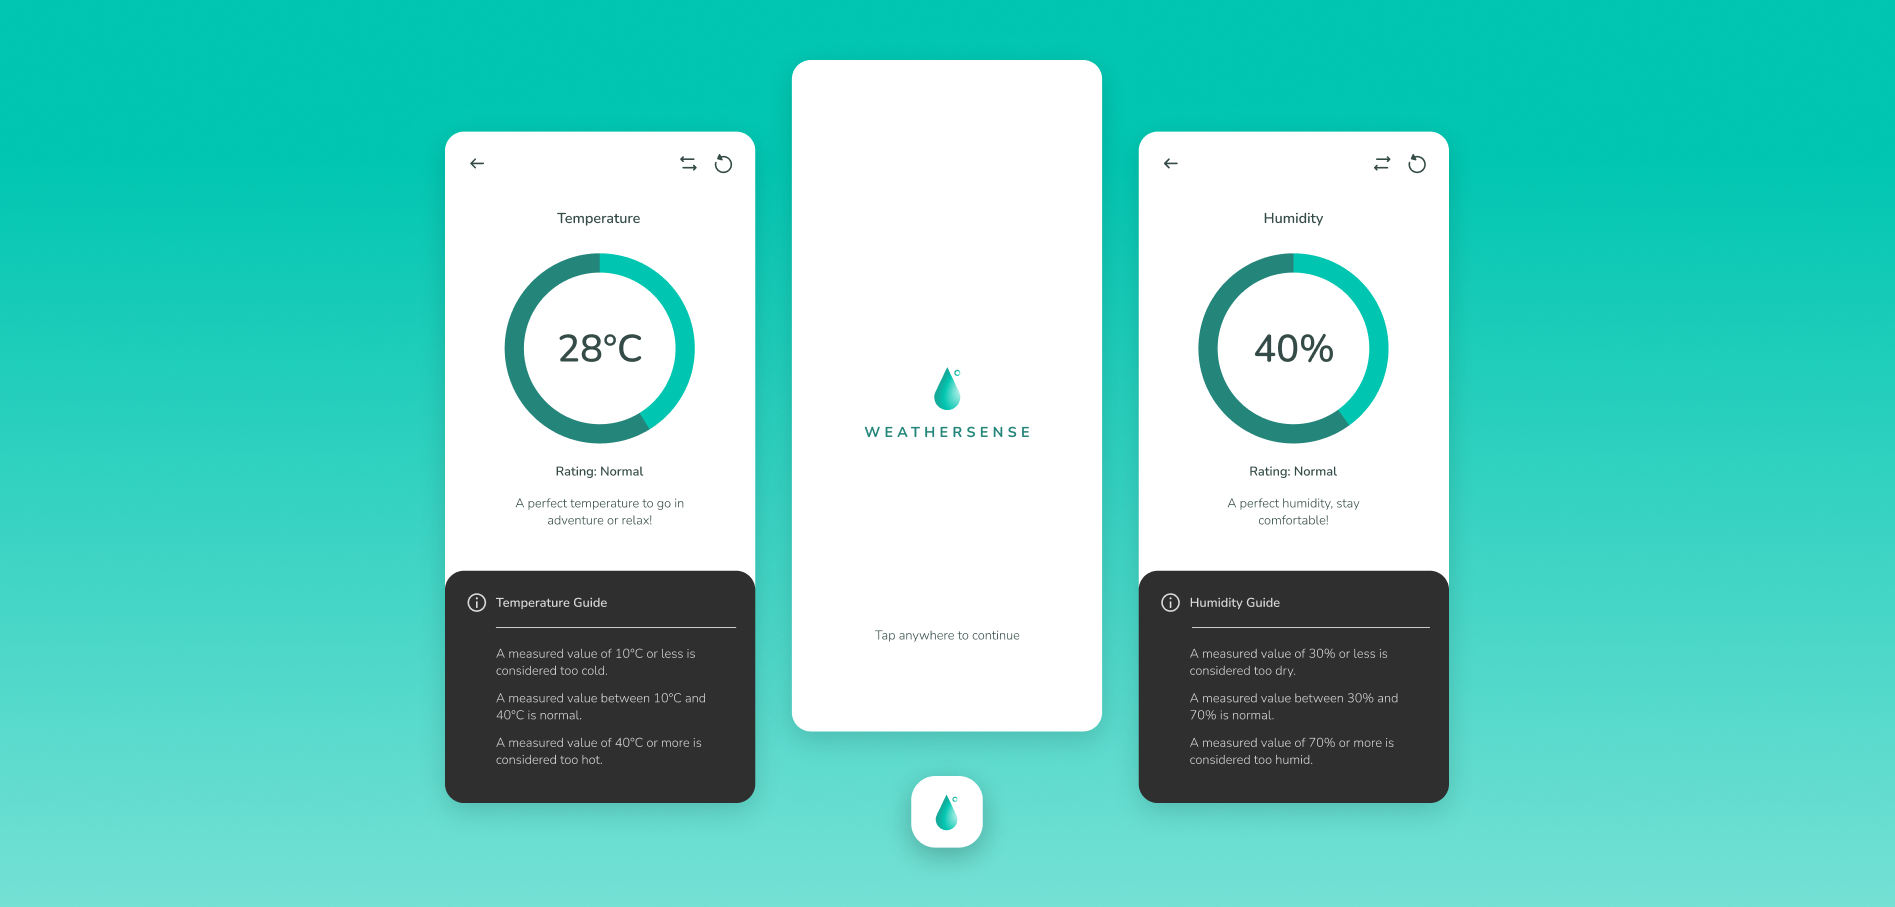 Temperature
28°C
Rating: Normal
A perfect temperature to go in
adventure or relax!
Temperature Guide
A measured value of 10°C or less is
considered too cold.
A measured value between 10°C and
40°C is normal.
A measured value of 40°C or more is
considered too hot.
WEATHERSENSE
Tap anywhere to continue
Humidity
40%
Rating: Normal
A perfect humidity, stay
comfortable!
Humidity Guide
A measured value of 30% or less is
considered too dry.
A measured value between 30% and
70% is normal.
A measured value of 70% or more is
considered too humid.